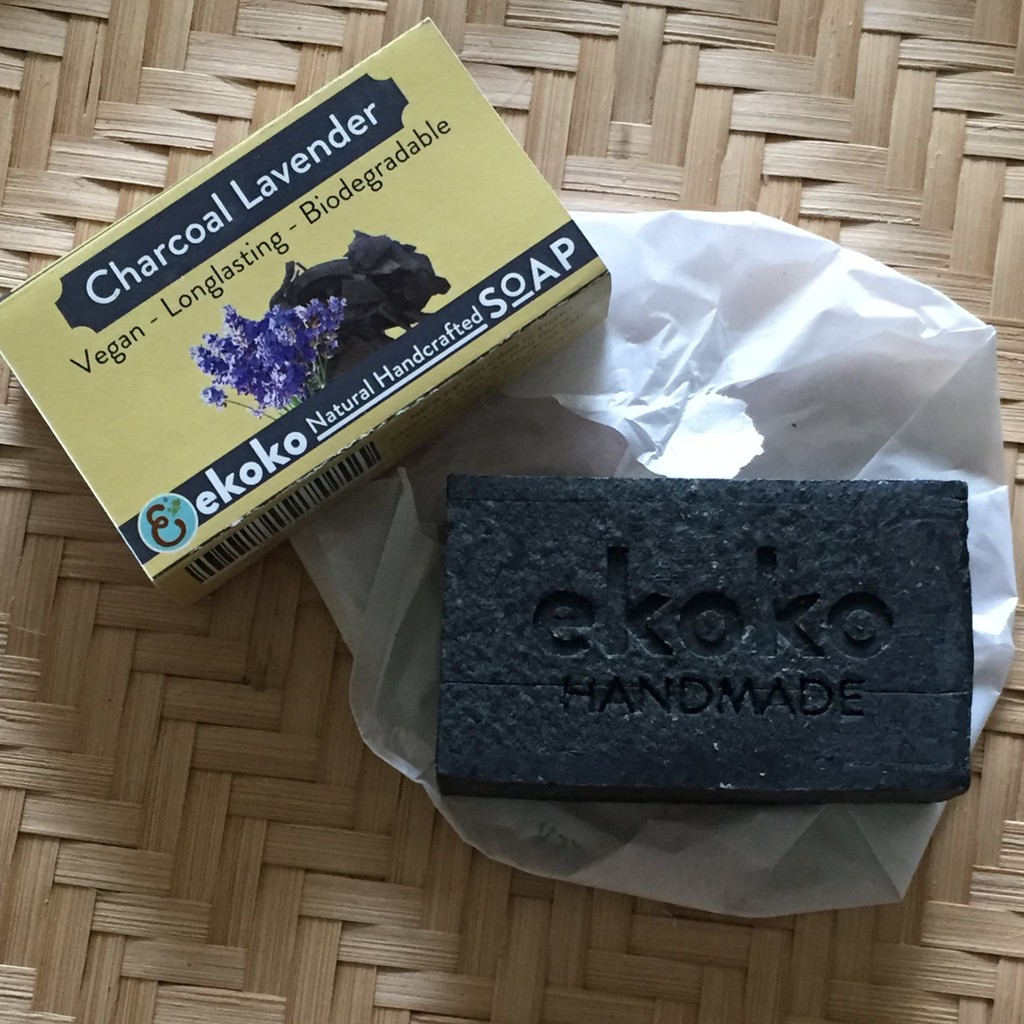 Charcoal Lavender
Vegan - Longlasting - Biodegradable
ekoko Natural Handcrafted SOAP
ekoko
HANDMADE